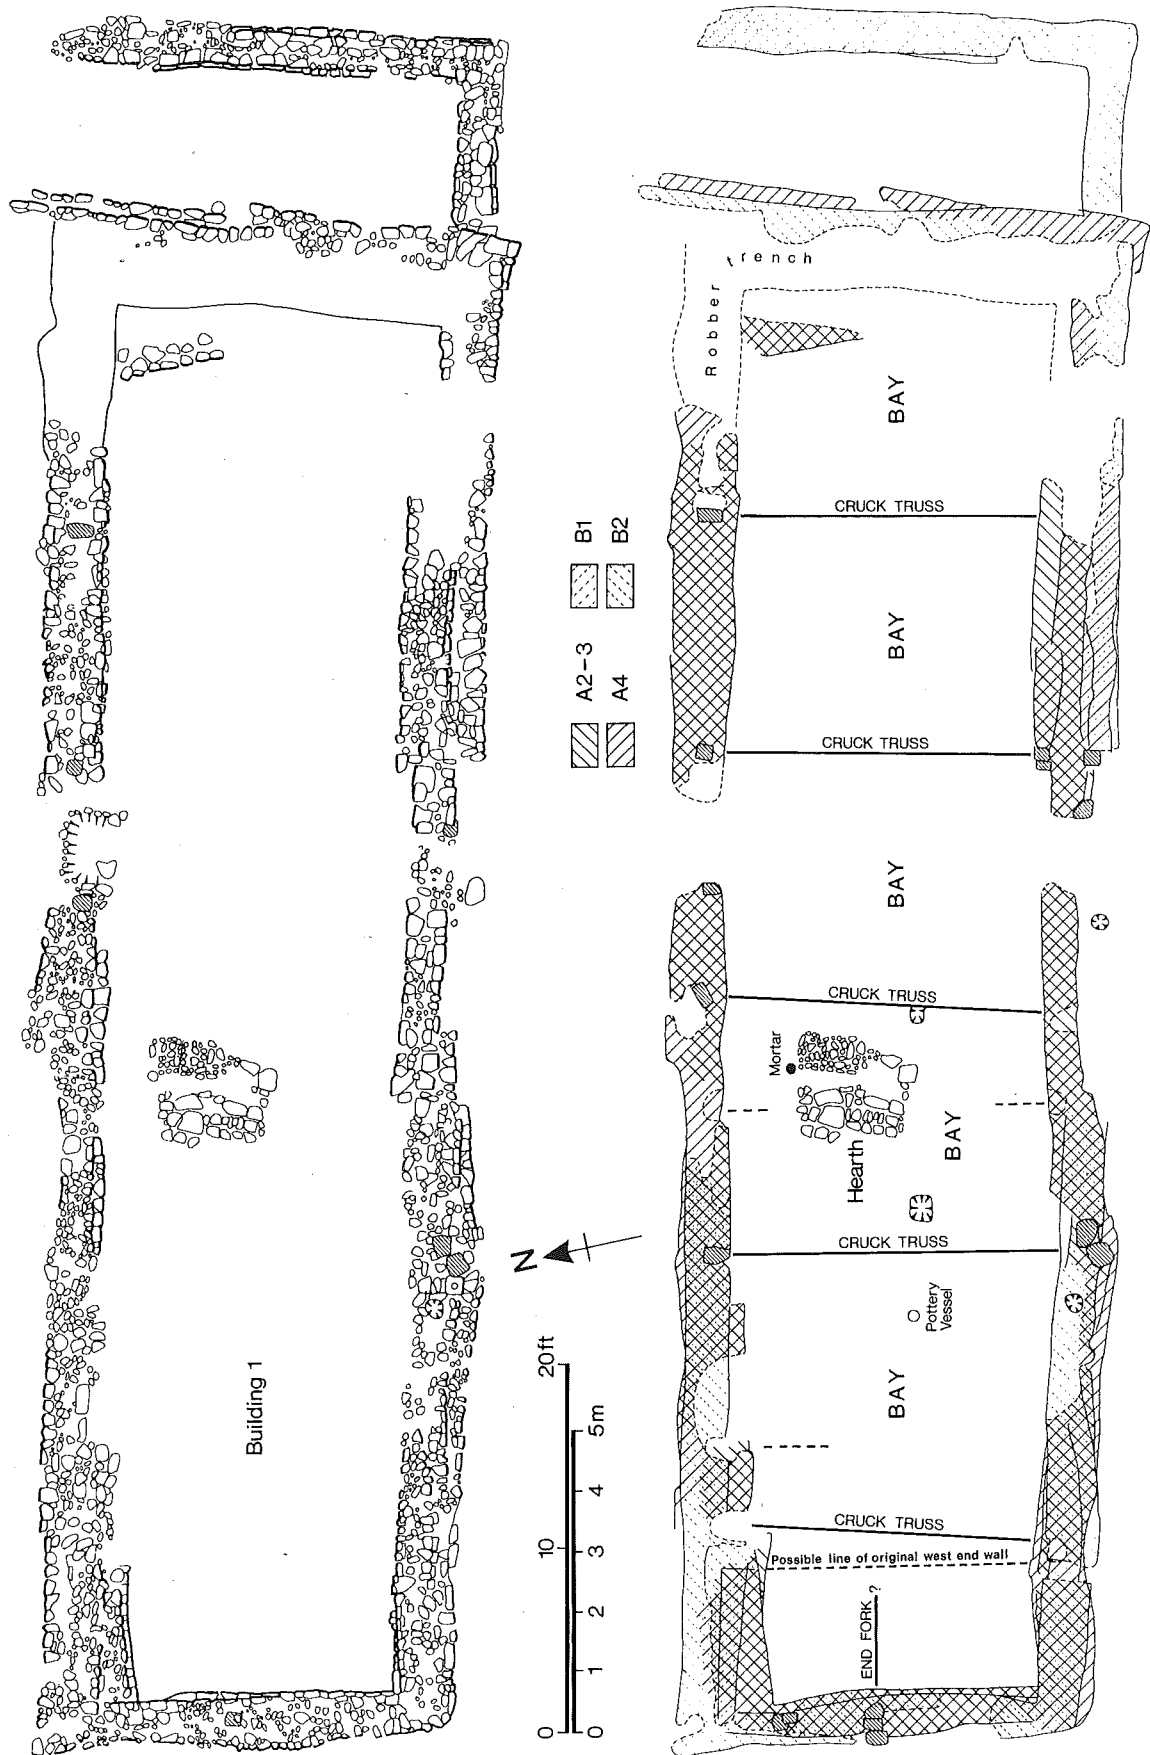 Building 1
N
0 10 20ft
0 1 2 3 4 5m
A2-3 B1
A4 B2
Robber trench
BAY
CRUCK TRUSS
BAY
CRUCK TRUSS
BAY
CRUCK TRUSS
Mortar
Hearth
BAY
CRUCK TRUSS
Pottery
Vessel
BAY
CRUCK TRUSS
Possible line of original west end wall
END FORK ?